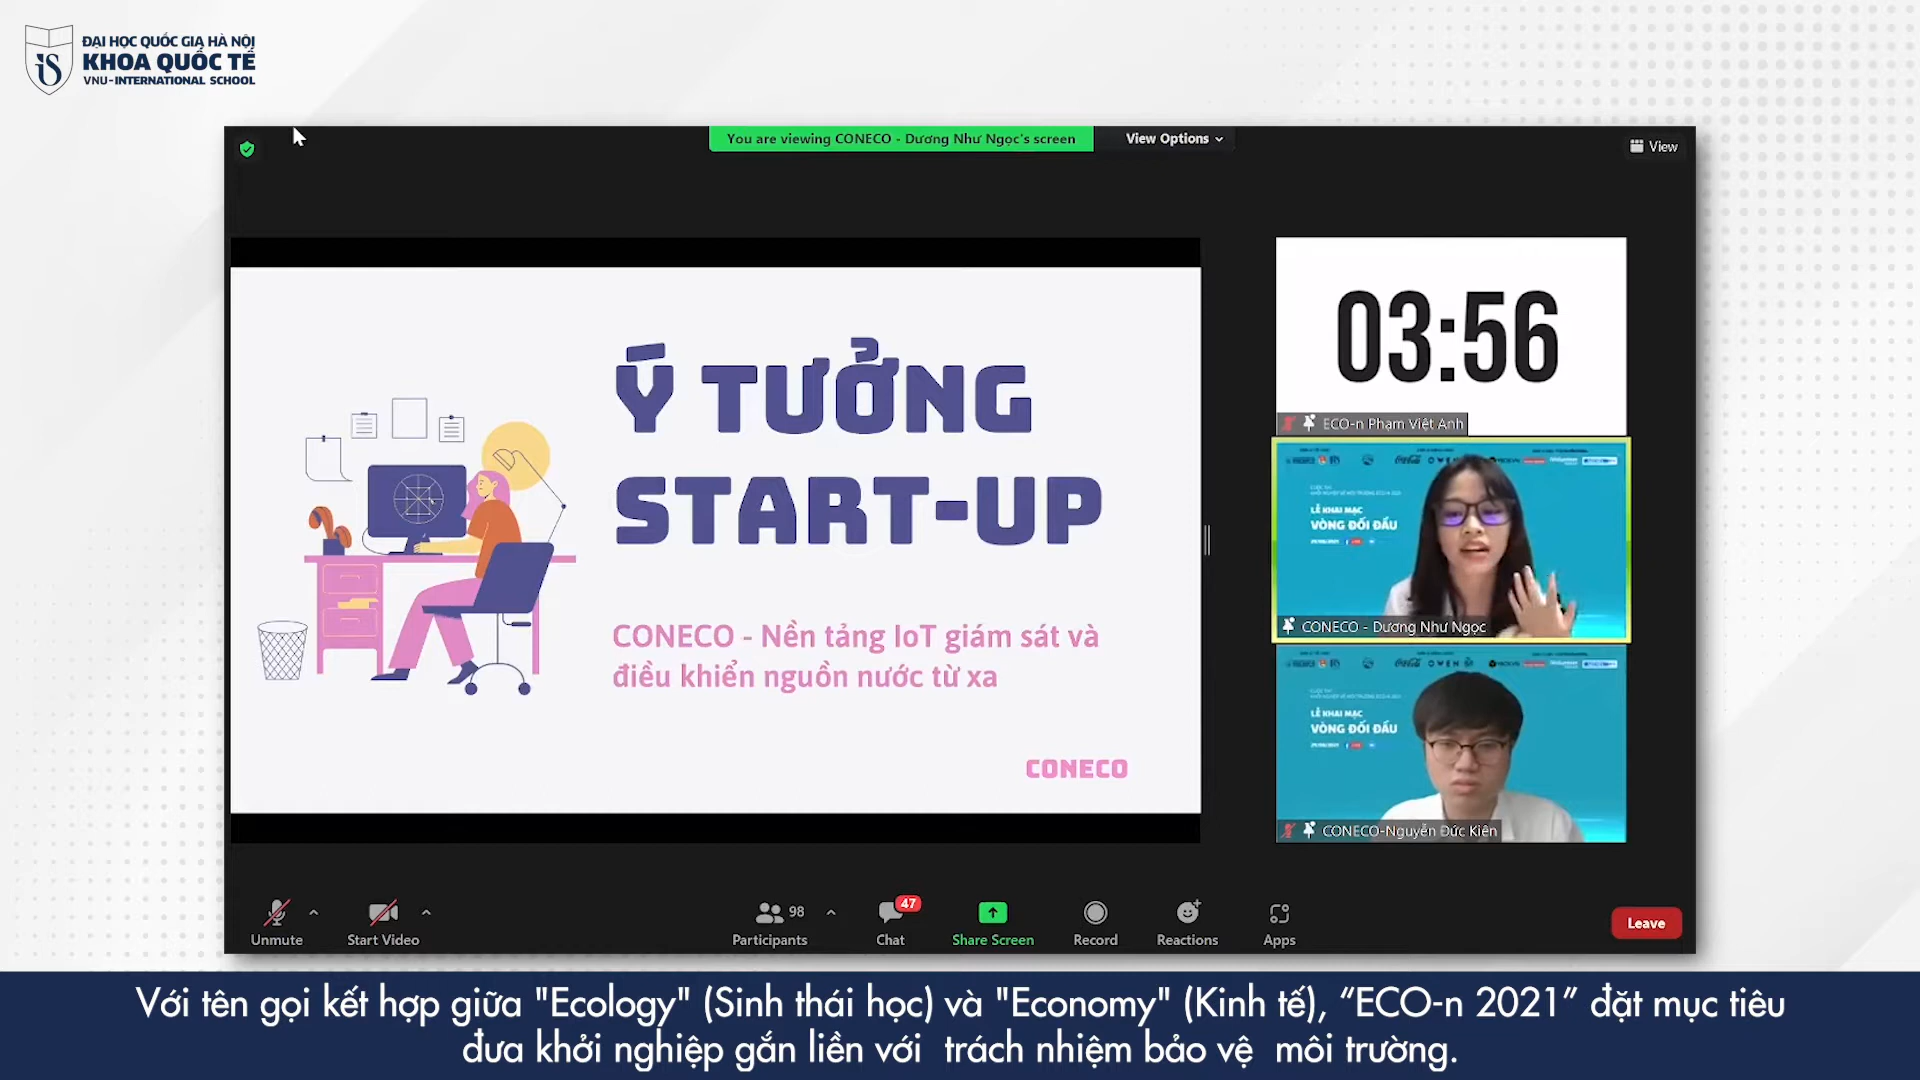 ĐẠI HỌC QUỐC GIA HÀ NỘI
KHOA QUỐC TẾ
VNU-INTERNATIONAL SCHOOL
You are viewing CONECO - Dương Như Ngọc's screen
View Options
View
Ý TƯỞNG
START-UP
CONECO - Nền tảng IoT giám sát và
điều khiển nguồn nước từ xa
CONECO
03:56
ECO-n Phạm Việt Anh
LỄ KHAI MẠC
VÒNG ĐỐI ĐẦU
CONECO - Dương Như Ngọc
LỄ KHAI MẠC
VÒNG ĐỐI ĐẦU
CONECO-Nguyễn Đức Kiên
Unmute
Start Video
98
Participants
47
Chat
Share Screen
Record
Reactions
Apps
Leave
Với tên gọi kết hợp giữa "Ecology" (Sinh thái học) và "Economy" (Kinh tế), “ECO-n 2021” đặt mục tiêu
đưa khởi nghiệp gắn liền với trách nhiệm bảo vệ môi trường.